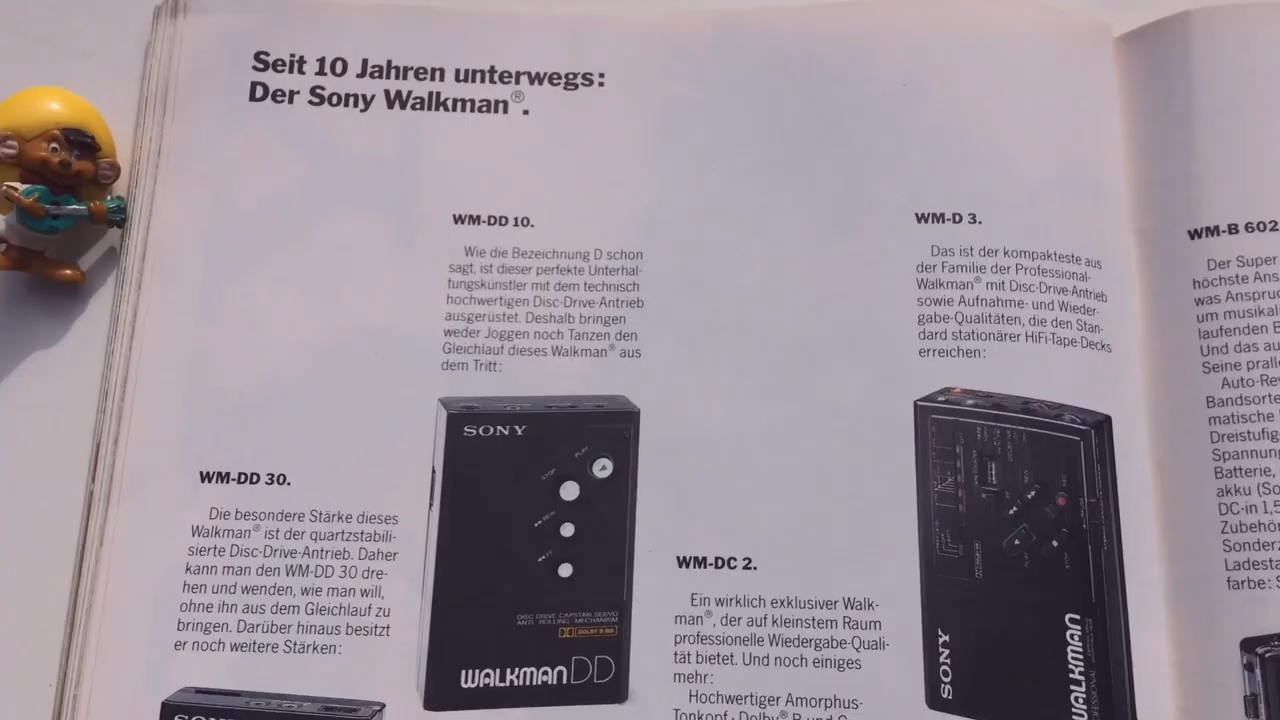 Seit 10 Jahren unterwegs:
Der Sony Walkman®.
WM-DD 10.
Wie die Bezeichnung D schon
sagt, ist dieser perfekte Unterhal-
tungskünstler mit dem technisch
hochwertigen Disc-Drive-Antrieb
ausgerüstet. Deshalb bringen
weder Joggen noch Tanzen den
Gleichlauf dieses Walkman® aus
dem Tritt:
SONY
PLAY
STOP
DISC DRIVE CAPSTAN SERVO
ANTI ROLLING MECHANISM
DOLBY B NR
WALKMAN DD
WM-DD 30.
Die besondere Stärke dieses
Walkman® ist der quartzstabili-
sierte Disc-Drive-Antrieb. Daher
kann man den WM-DD 30 dre-
hen und wenden, wie man will,
ohne ihn aus dem Gleichlauf zu
bringen. Darüber hinaus besitzt
er noch weitere Stärken:
SONY
WM-DC 2.
Ein wirklich exklusiver Walk-
man®, der auf kleinstem Raum
professionelle Wiedergabe-Quali-
tät bietet. Und noch einiges
mehr:
Hochwertiger Amorphus-
Tonkopf · Dolby® B und C
WM-D 3.
Das ist der kompakteste aus
der Familie der Professional-
Walkman® mit Disc-Drive-Antrieb
sowie Aufnahme- und Wieder-
gabe-Qualitäten, die den Stan-
dard stationärer HiFi-Tape-Decks
erreichen:
SONY
WALKMAN
WM-B 602
Der Super
höchste Ans
was Anspruc
um musikali
laufenden B
Und das au
Seine pralle
Auto-Rev
Bandsorte
matische
Dreistufig
Spannung
Batterie,
akku (So
DC-in 1,5
Zubehör
Sonderz
Ladesta
farbe: S